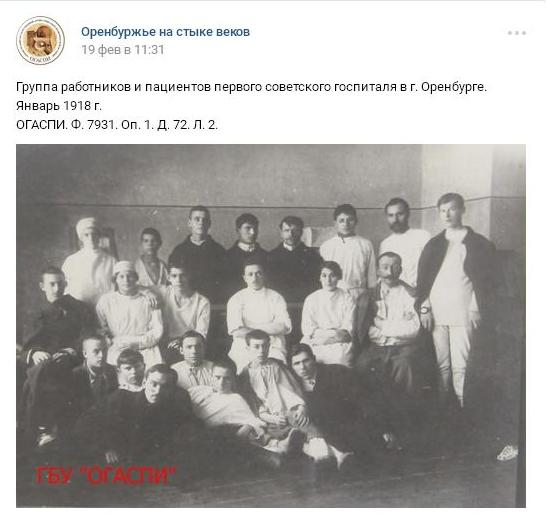 Оренбуржье на стыке веков
19 фев в 11:31
Группа работников и пациентов первого советского госпиталя в г. Оренбурге.
Январь 1918 г.
ОГАСПИ. Ф. 7931. Оп. 1. Д. 72. Л. 2.
ГБУ "ОГАСПИ"